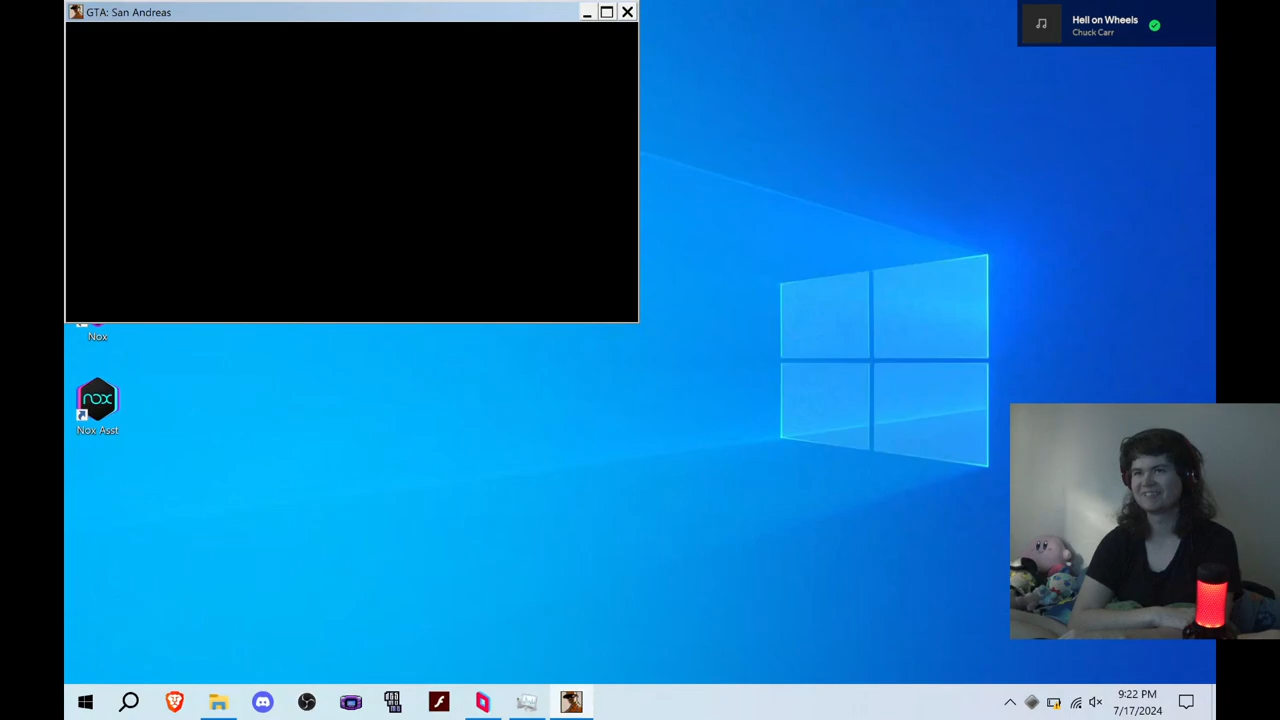 GTA: San Andreas
Hell on Wheels
Chuck Carr
Nox
nox
Nox Asst
9:22 PM
7/17/2024